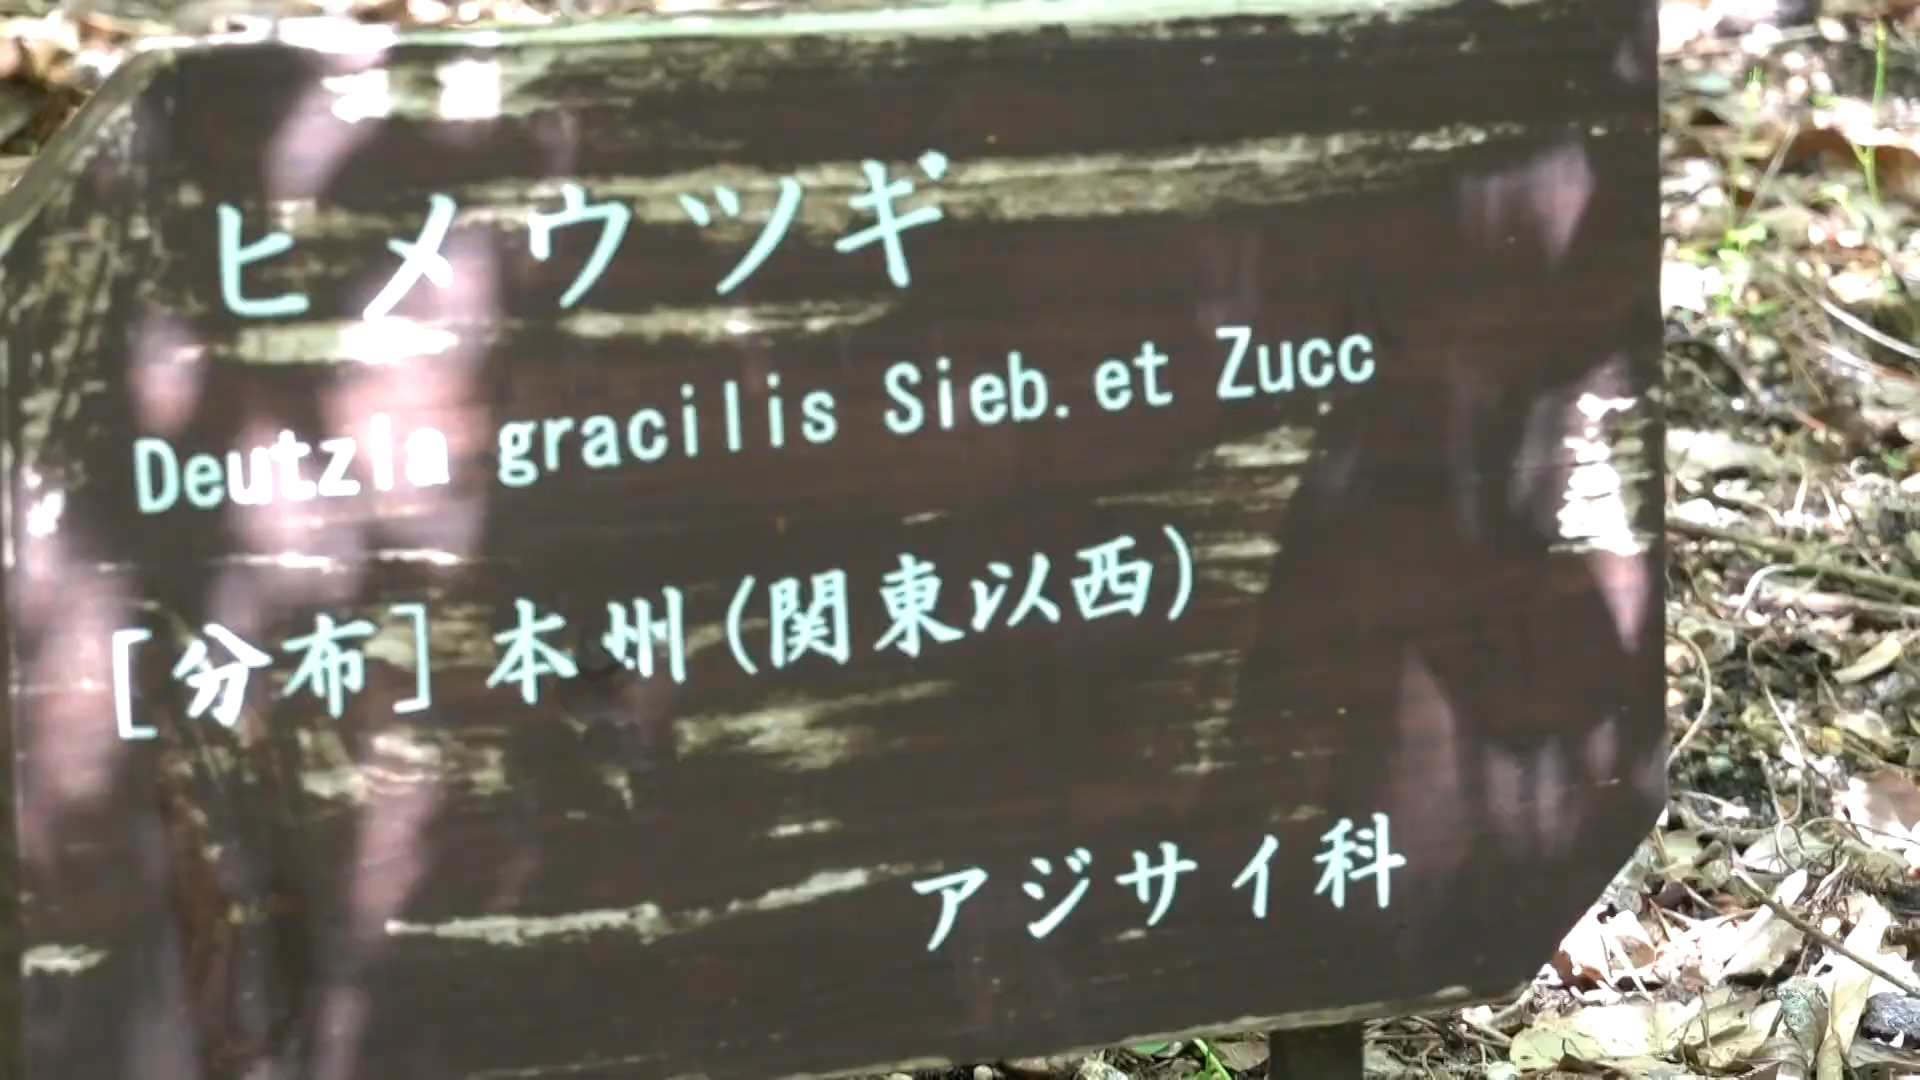 ヒメウツギ
Deutzia gracilis Sieb. et Zucc
[分布] 本州(関東以西)
アジサイ科